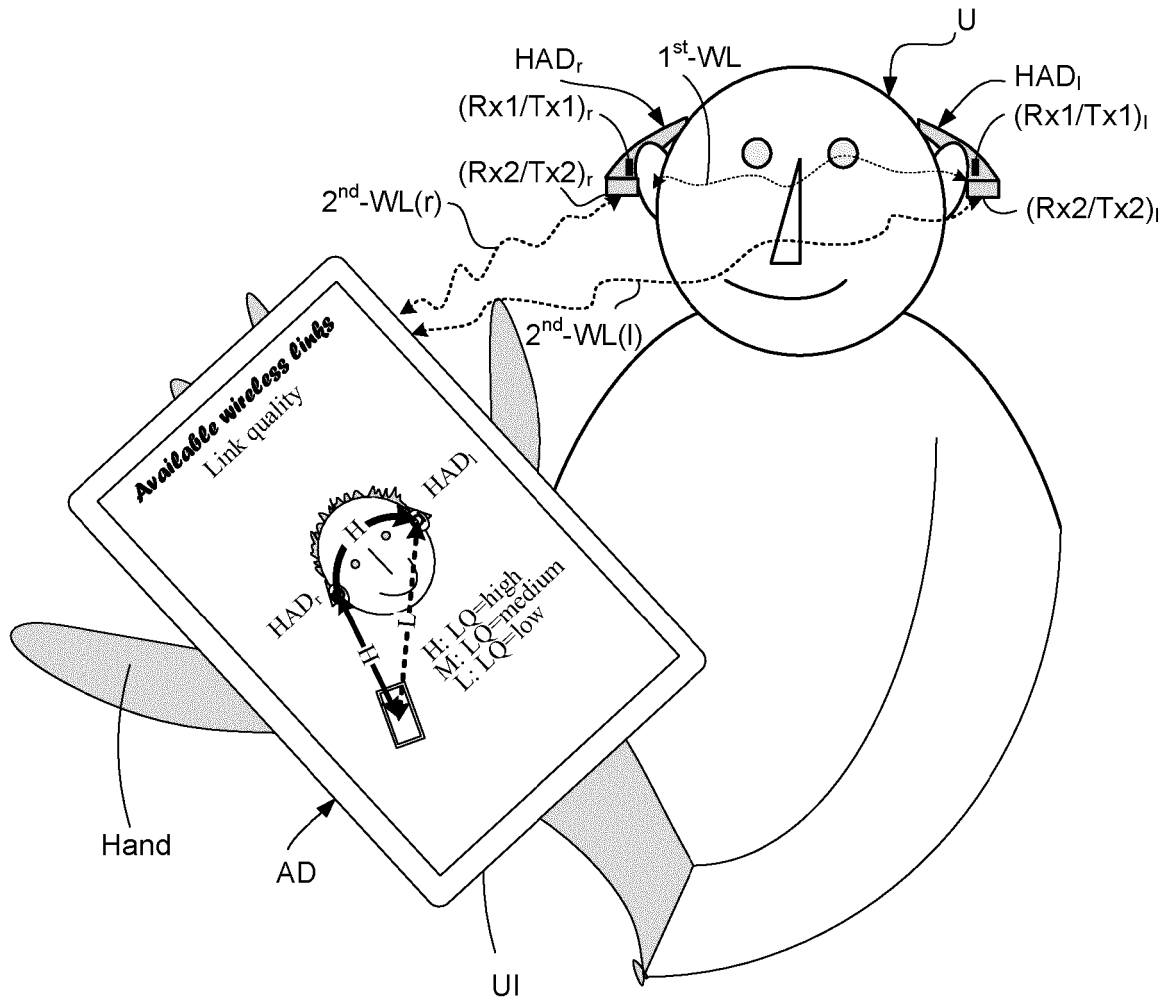 U
HADr
1st-WL
HADl
(Rx1/Tx1)r
(Rx1/Tx1)l
(Rx2/Tx2)r
2nd-WL(r)
(Rx2/Tx2)l
2nd-WL(l)
Available wireless links
Link quality
HADl
H
HADr
H
L
H: LQ=high
M: LQ=medium
L: LQ=low
Hand
AD
UI